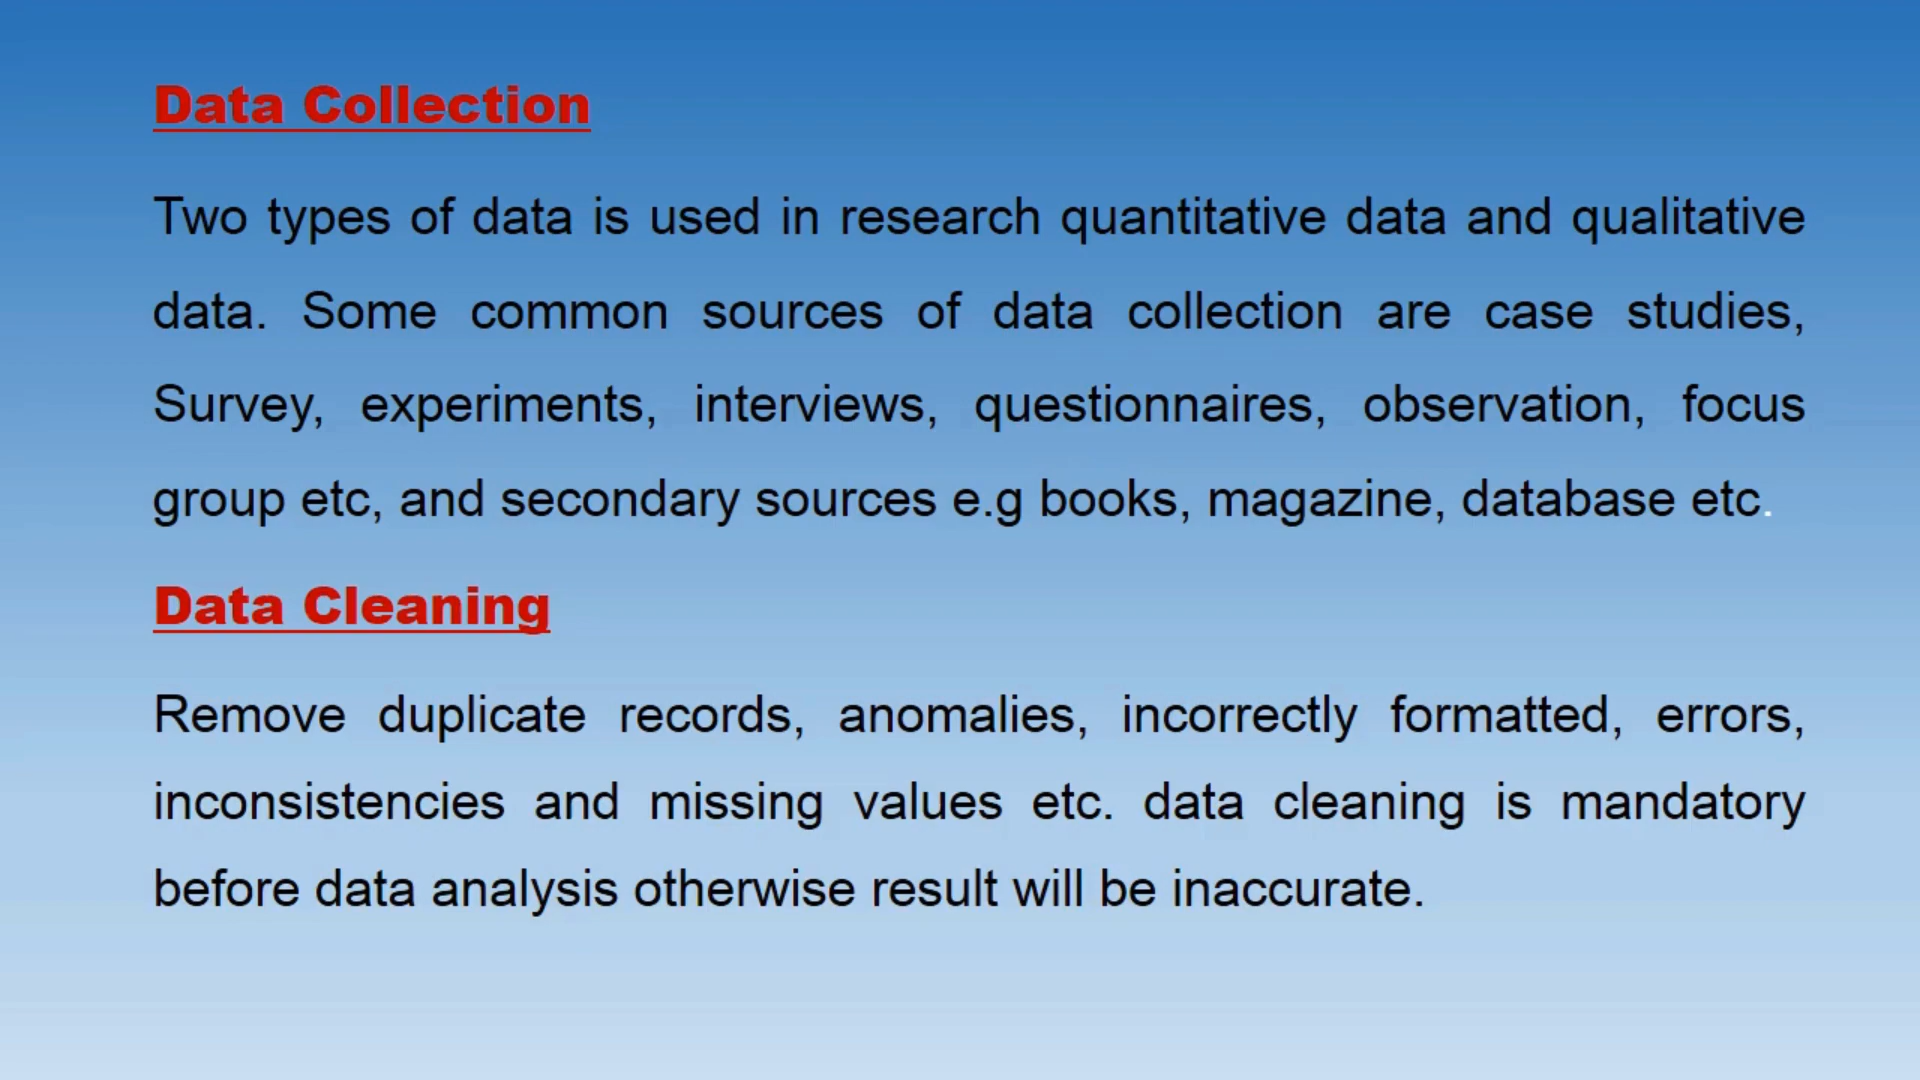 Data Collection
Two types of data is used in research quantitative data and qualitative
data. Some common sources of data collection are case studies,
Survey, experiments, interviews, questionnaires, observation, focus
group etc, and secondary sources e.g books, magazine, database etc.
Data Cleaning
Remove duplicate records, anomalies, incorrectly formatted, errors,
inconsistencies and missing values etc. data cleaning is mandatory
before data analysis otherwise result will be inaccurate.